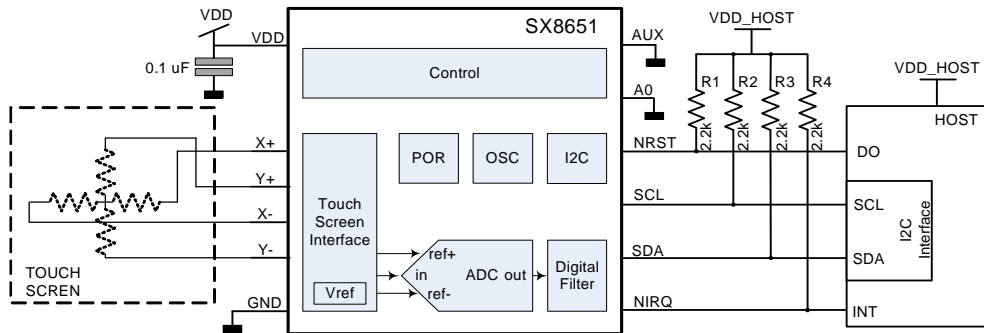 VDD
VDD
0.1 uF
SX8651
Control
AUX
A0
VDD_HOST
R1 R2 R3 R4
2.2k 2.2k 2.2k 2.2k
VDD_HOST
HOST
X+
Y+
X-
Y-
TOUCH
SCREN
GND
Touch
Screen
Interface
Vref
POR
OSC
I2C
ref+
in
ref-
ADC out
Digital
Filter
NRST
SCL
SDA
NIRQ
DO
SCL
SDA
I2C
Interface
INT